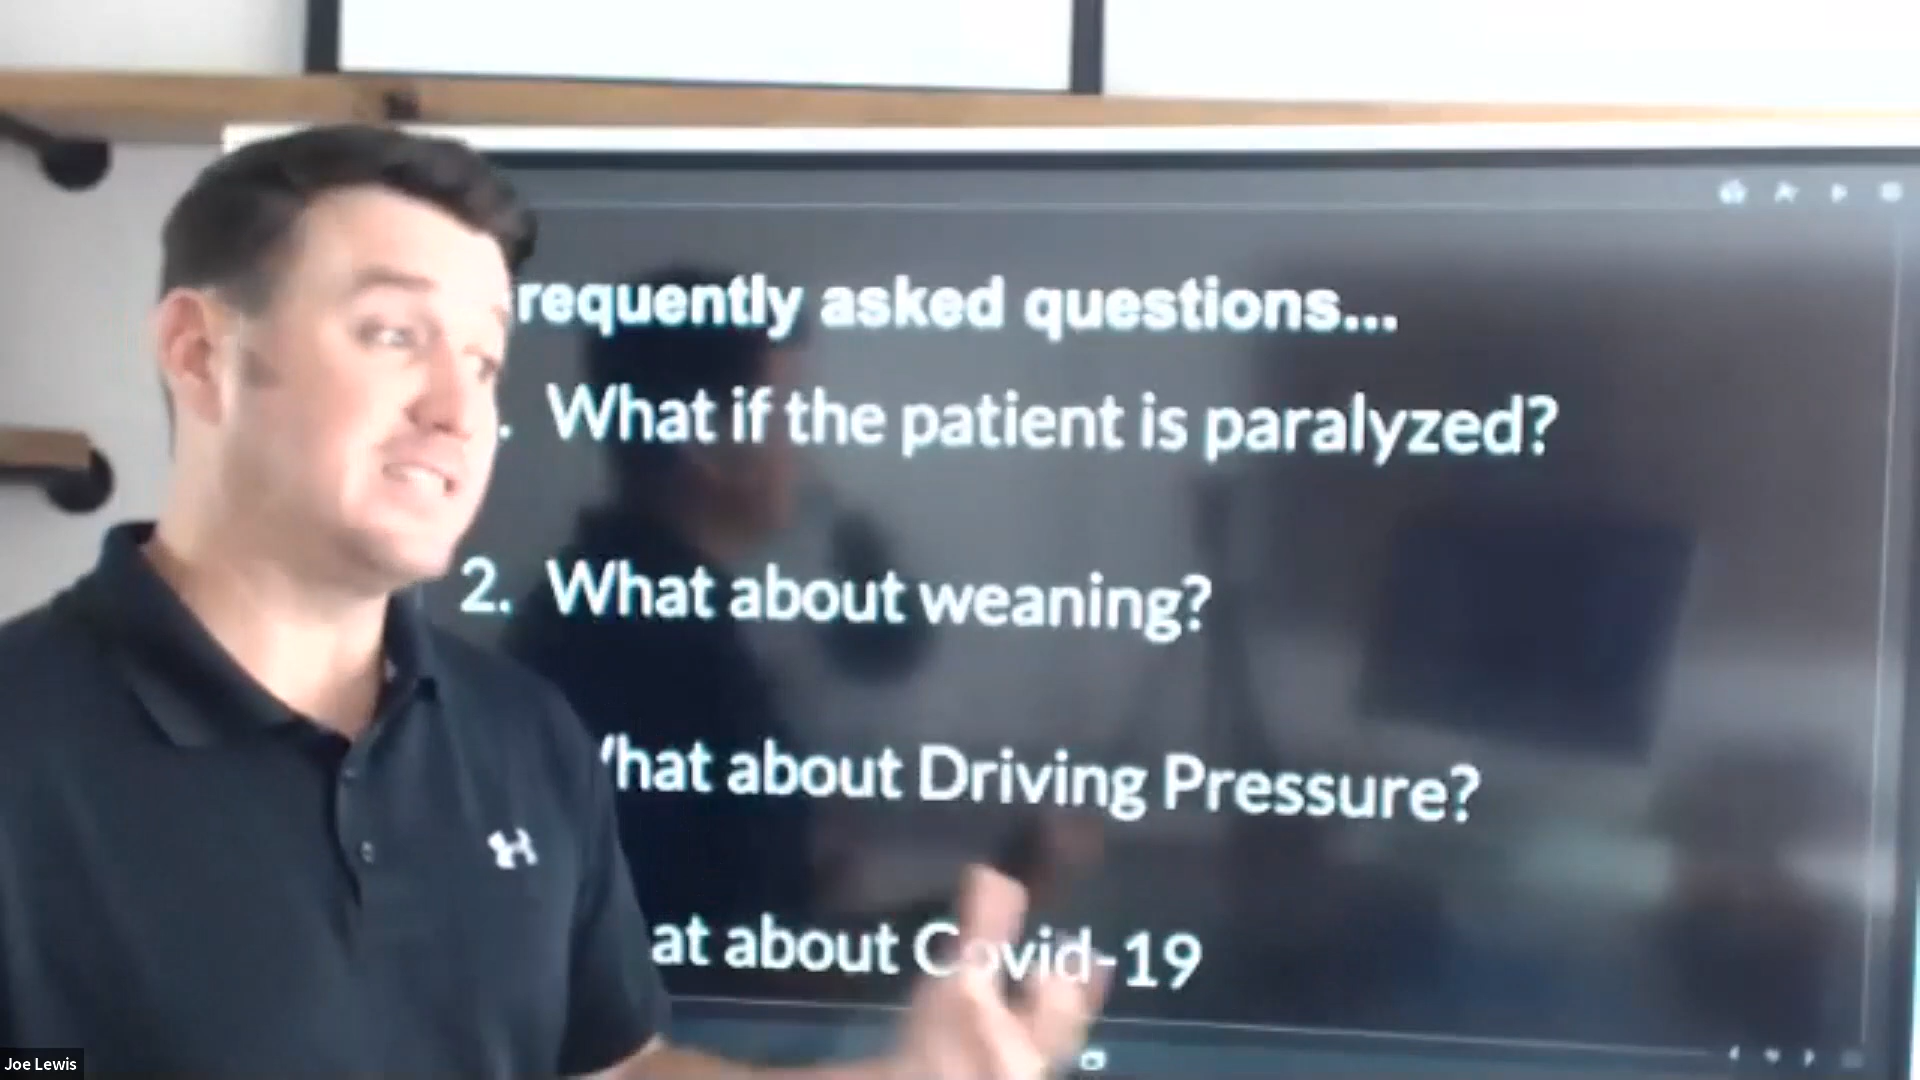 requently asked questions...
. What if the patient is paralyzed?
2. What about weaning?
hat about Driving Pressure?
at about Covid-19
Joe Lewis